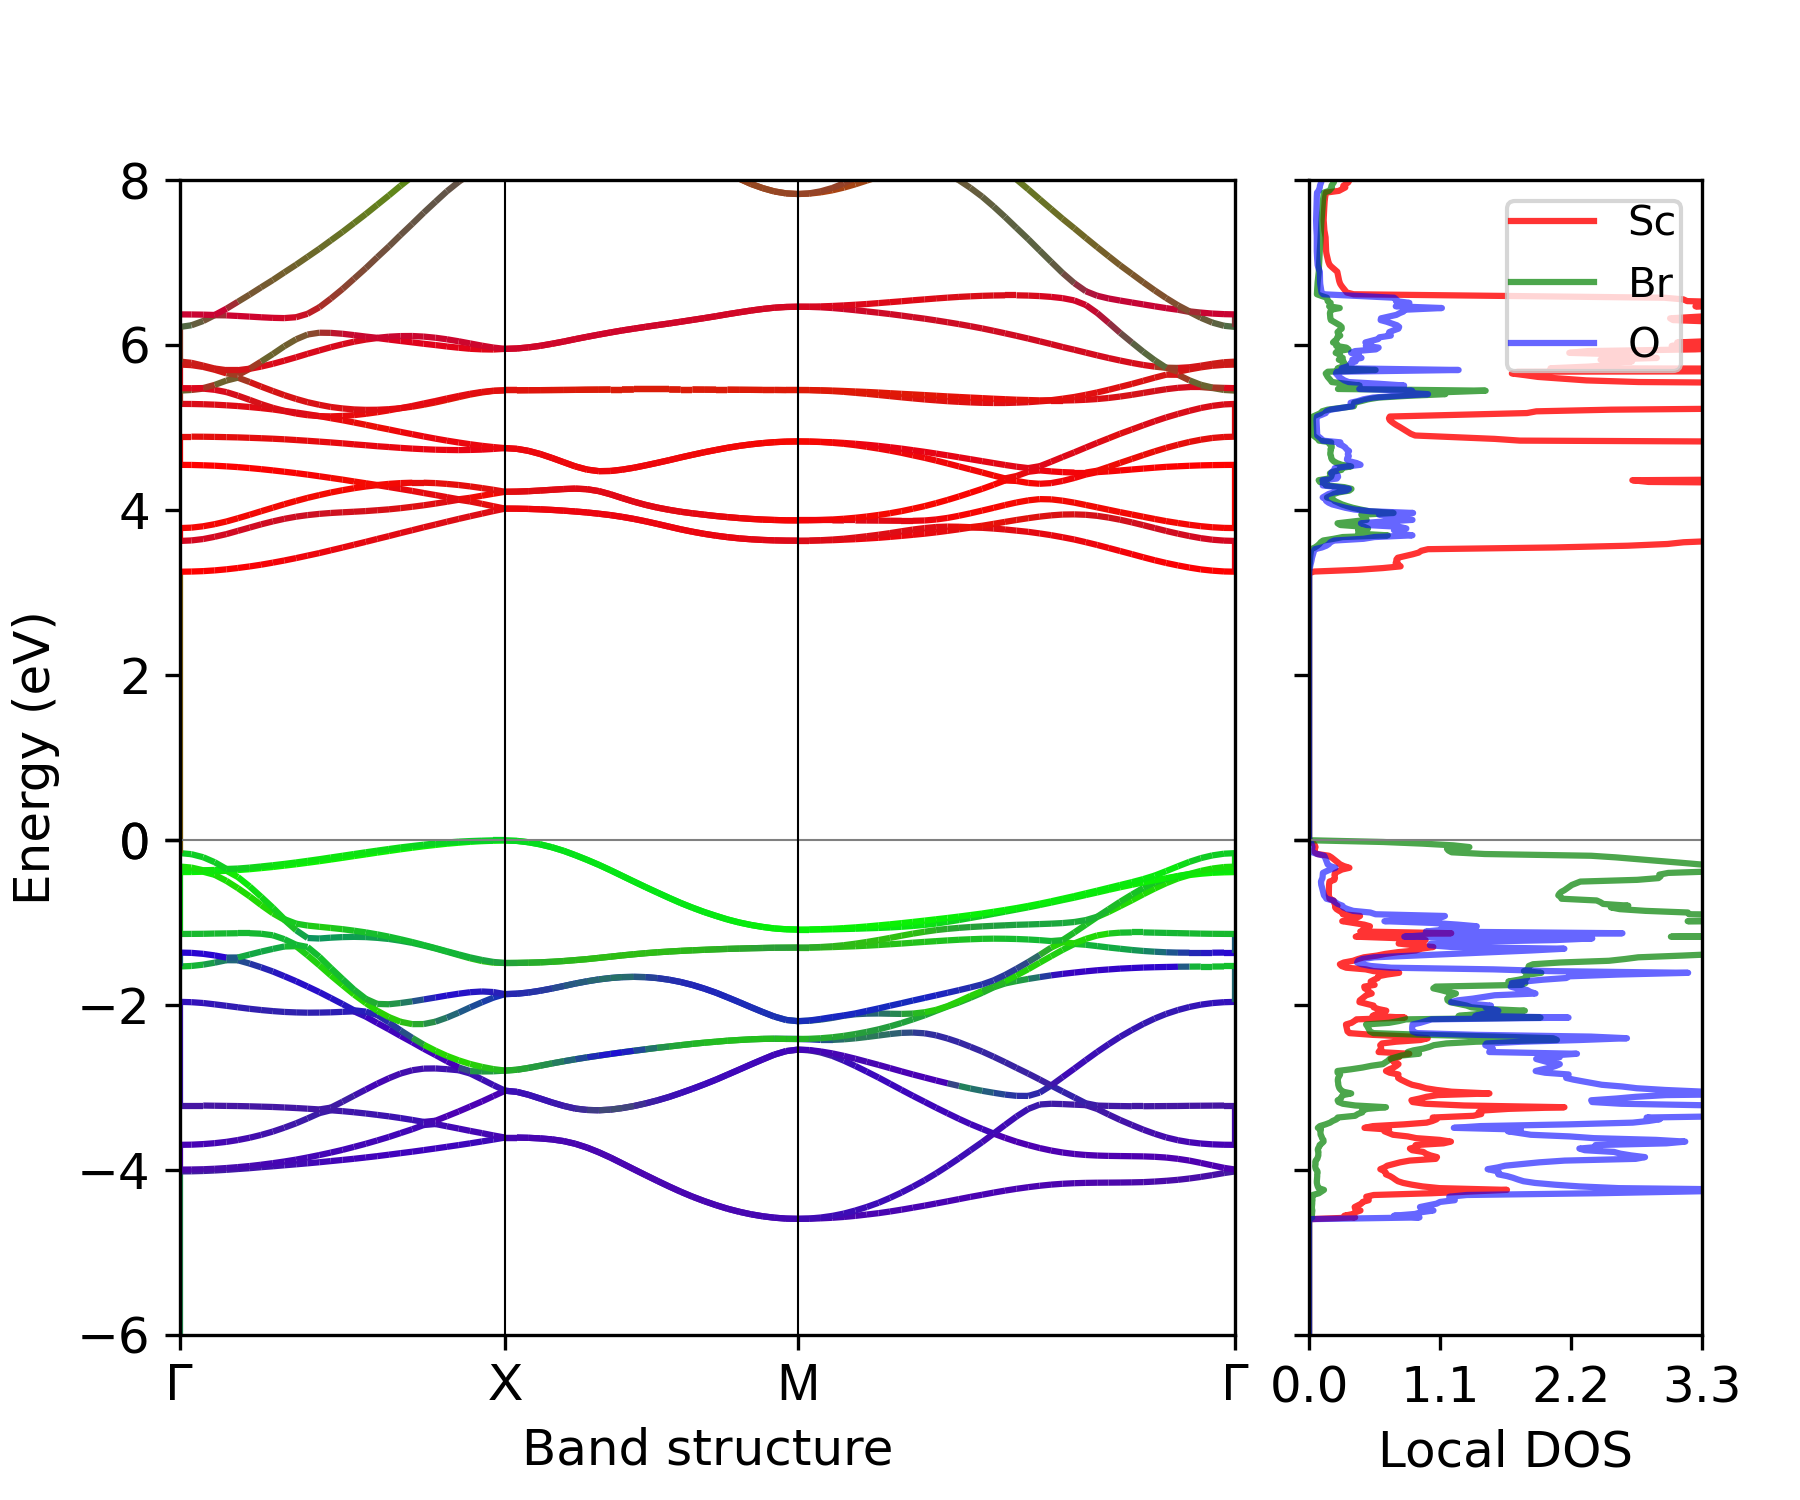 8
6
4
2
0
−2
−4
−6
Energy (eV)
Γ X M Γ
Band structure
Sc
Br
O
0.0 1.1 2.2 3.3
Local DOS